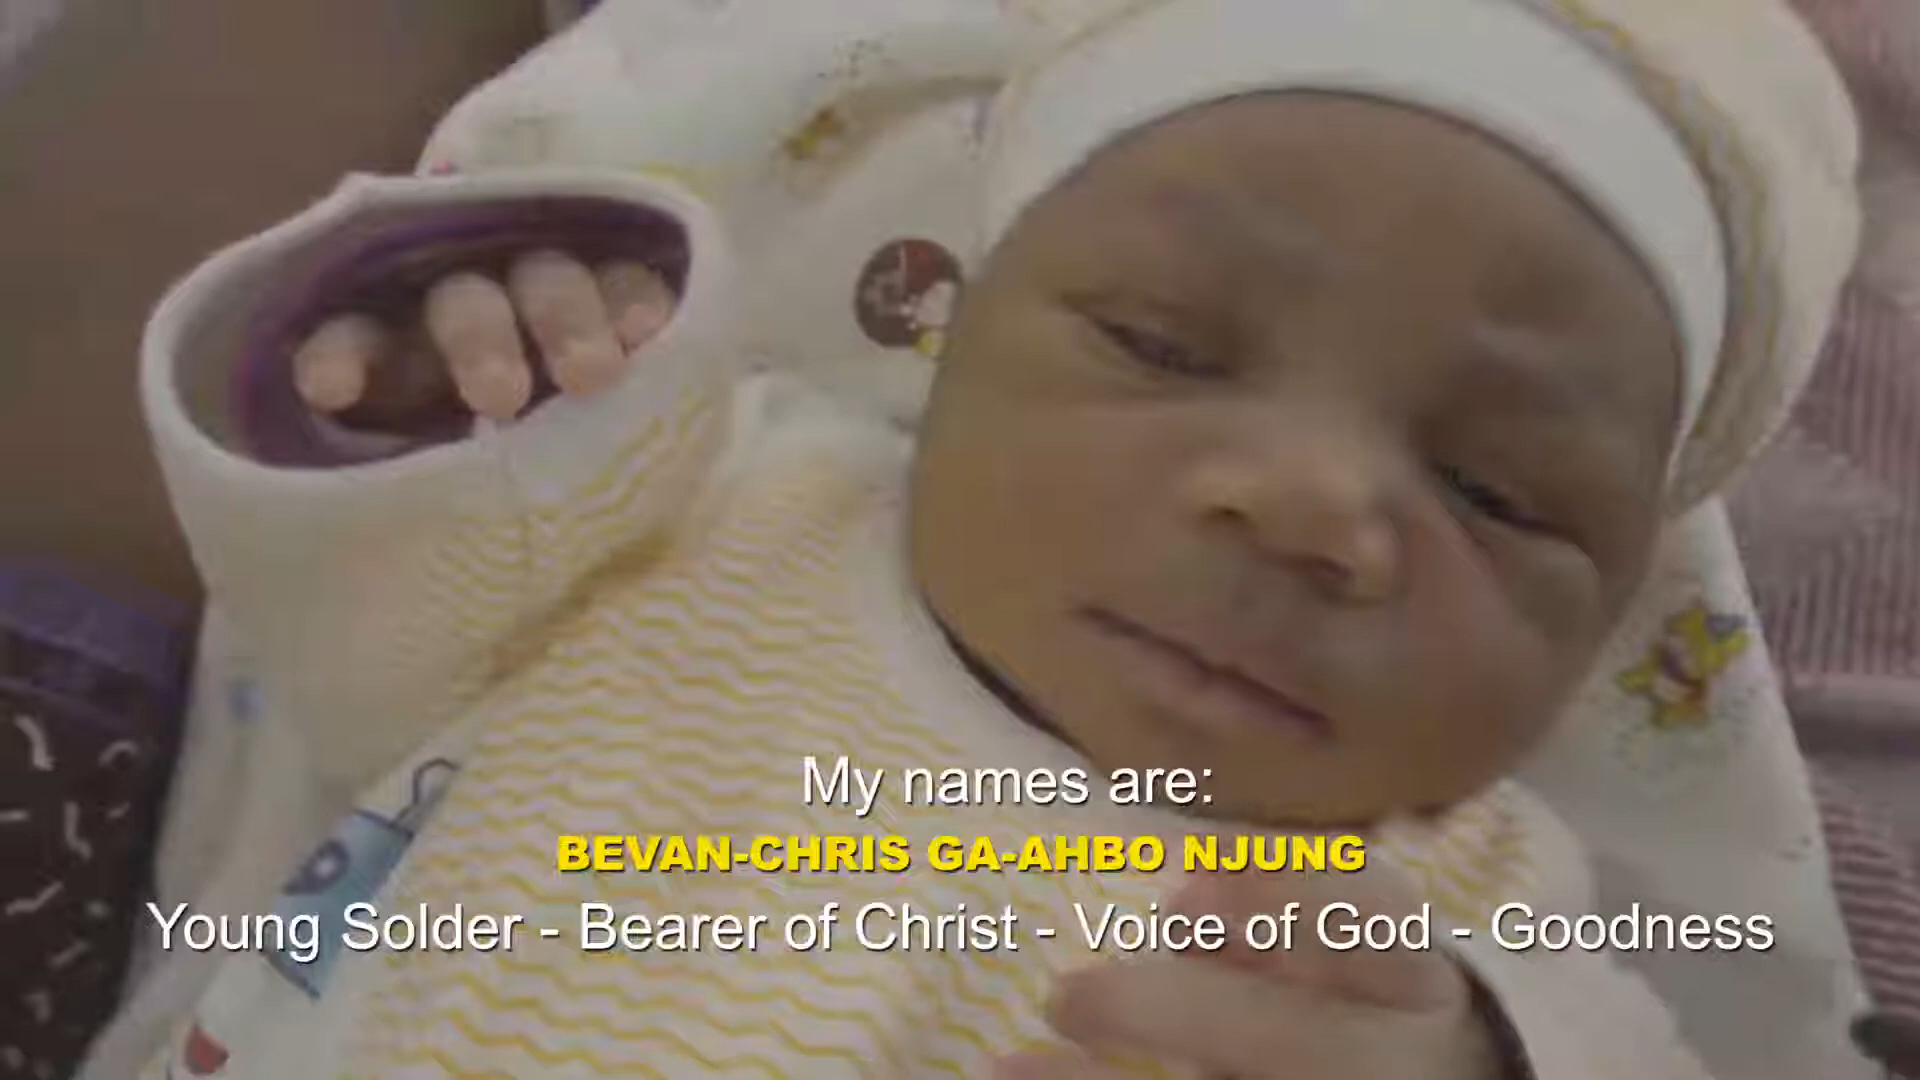 My names are:
BEVAN-CHRIS GA-AHBO NJUNG
Young Solder - Bearer of Christ - Voice of God - Goodness